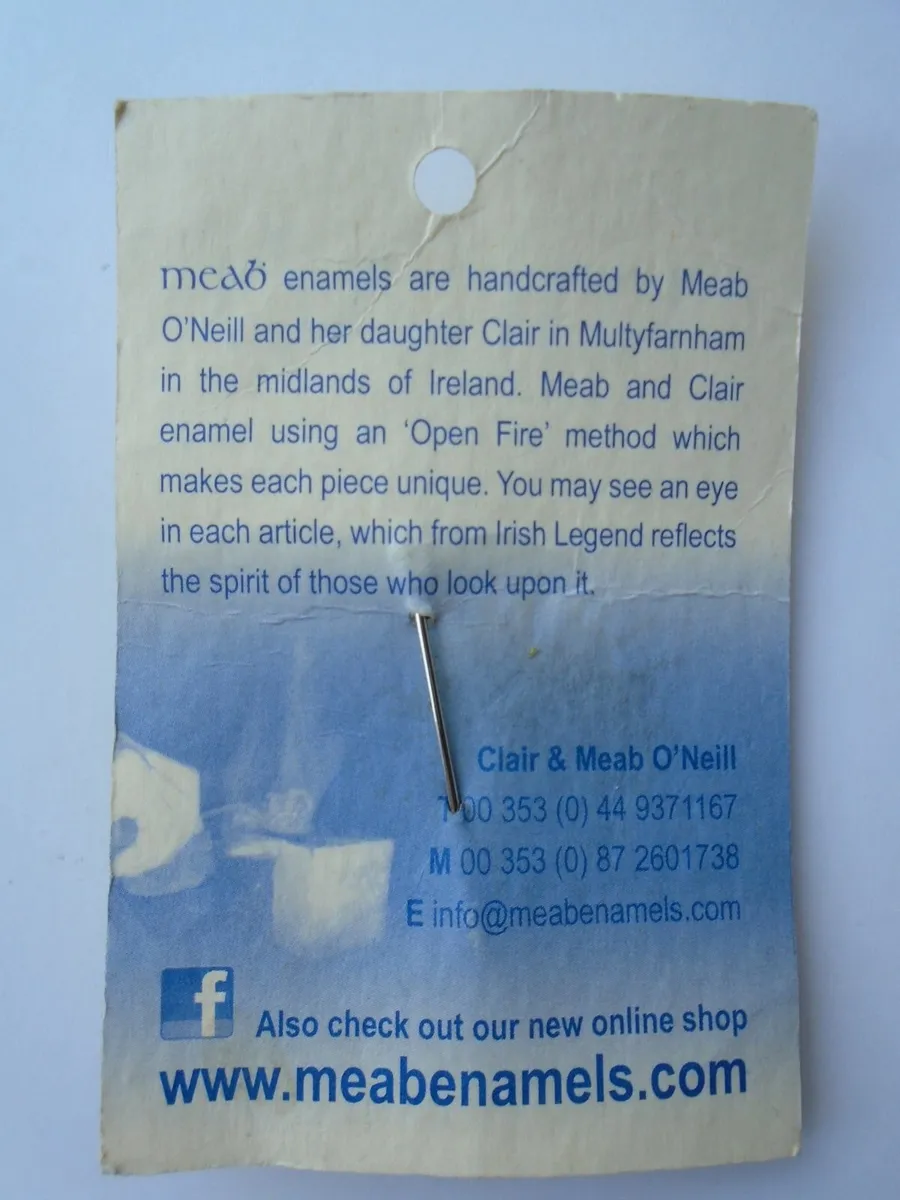 meaḃ enamels are handcrafted by Meab
O'Neill and her daughter Clair in Multyfarnham
in the midlands of Ireland. Meab and Clair
enamel using an 'Open Fire' method which
makes each piece unique. You may see an eye
in each article, which from Irish Legend reflects
the spirit of those who look upon it.
Clair & Meab O'Neill
T 00 353 (0) 44 9371167
M 00 353 (0) 87 2601738
E info@meabenamels.com
f Also check out our new online shop
www.meabenamels.com